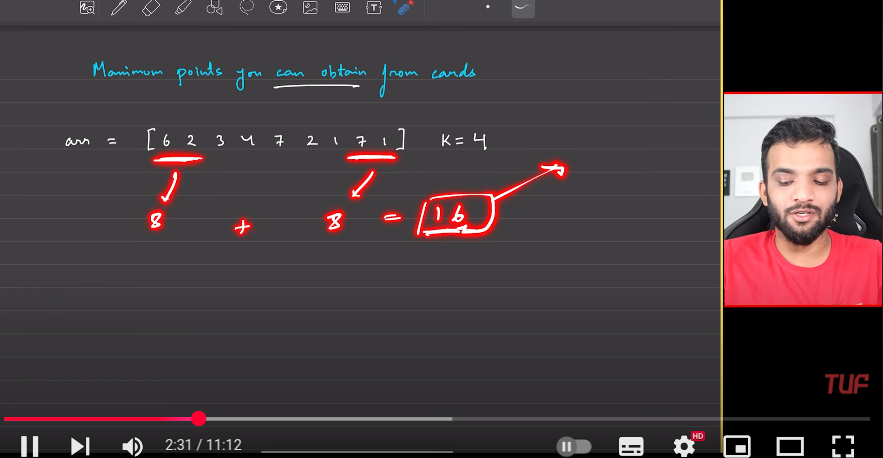 Maximum points you can obtain from cards
arr = [6 2 3 4 7 2 1 7 1] K = 4
8 + 8 = 16
TUF
2:31 / 11:12
HD